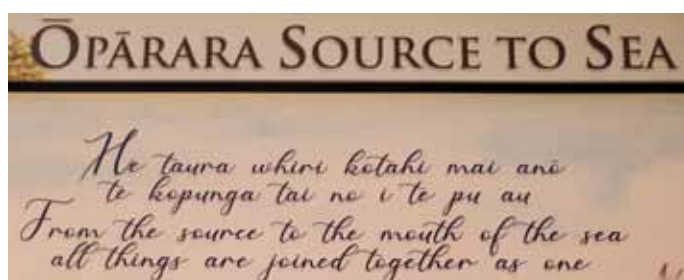 ŌPĀRARA SOURCE TO SEA
He taura whiri kotahi mai anō
te kopunga tai no i te pu au
From the source to the mouth of the sea
all things are joined together as one